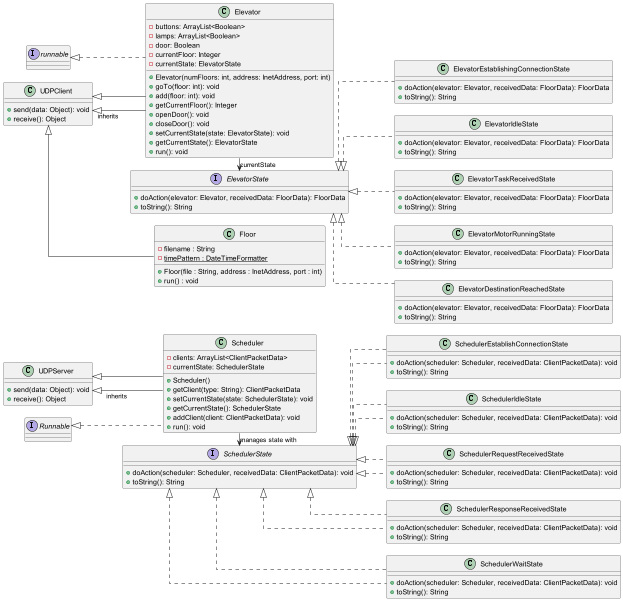 C Elevator
buttons: ArrayList<Boolean>
lamps: ArrayList<Boolean>
door: Boolean
currentFloor: Integer
currentState: ElevatorState
Elevator(numFloors: int, address: InetAddress, port: int)
goTo(floor: int): void
add(floor: int): void
getCurrentFloor(): Integer
openDoor(): void
closeDoor(): void
setCurrentState(state: ElevatorState): void
getCurrentState(): ElevatorState
run(): void
I runnable
C UDPClient
send(data: Object): void
receive(): Object
inherits
currentState
I ElevatorState
doAction(elevator: Elevator, receivedData: FloorData): FloorData
toString(): String
C ElevatorEstablishingConnectionState
doAction(elevator: Elevator, receivedData: FloorData): FloorData
toString(): String
C ElevatorIdleState
doAction(elevator: Elevator, receivedData: FloorData): FloorData
toString(): String
C ElevatorTaskReceivedState
doAction(elevator: Elevator, receivedData: FloorData): FloorData
toString(): String
C ElevatorMotorRunningState
doAction(elevator: Elevator, receivedData: FloorData): FloorData
toString(): String
C ElevatorDestinationReachedState
doAction(elevator: Elevator, receivedData: FloorData): FloorData
toString(): String
C Floor
filename : String
timePattern : DateTimeFormatter
Floor(file : String, address : InetAddress, port : int)
run() : void
C Scheduler
clients: ArrayList<ClientPacketData>
currentState: SchedulerState
Scheduler()
getClient(type: String): ClientPacketData
setCurrentState(state: SchedulerState): void
getCurrentState(): SchedulerState
addClient(client: ClientPacketData): void
run(): void
C UDPServer
send(data: Object): void
receive(): Object
inherits
I Runnable
manages state with
I SchedulerState
doAction(scheduler: Scheduler, receivedData: ClientPacketData): void
toString(): String
C SchedulerEstablishConnectionState
doAction(scheduler: Scheduler, receivedData: ClientPacketData): void
toString(): String
C SchedulerIdleState
doAction(scheduler: Scheduler, receivedData: ClientPacketData): void
toString(): String
C SchedulerRequestReceivedState
doAction(scheduler: Scheduler, receivedData: ClientPacketData): void
toString(): String
C SchedulerResponseReceivedState
doAction(scheduler: Scheduler, receivedData: ClientPacketData): void
toString(): String
C SchedulerWaitState
doAction(scheduler: Scheduler, receivedData: ClientPacketData): void
toString(): String